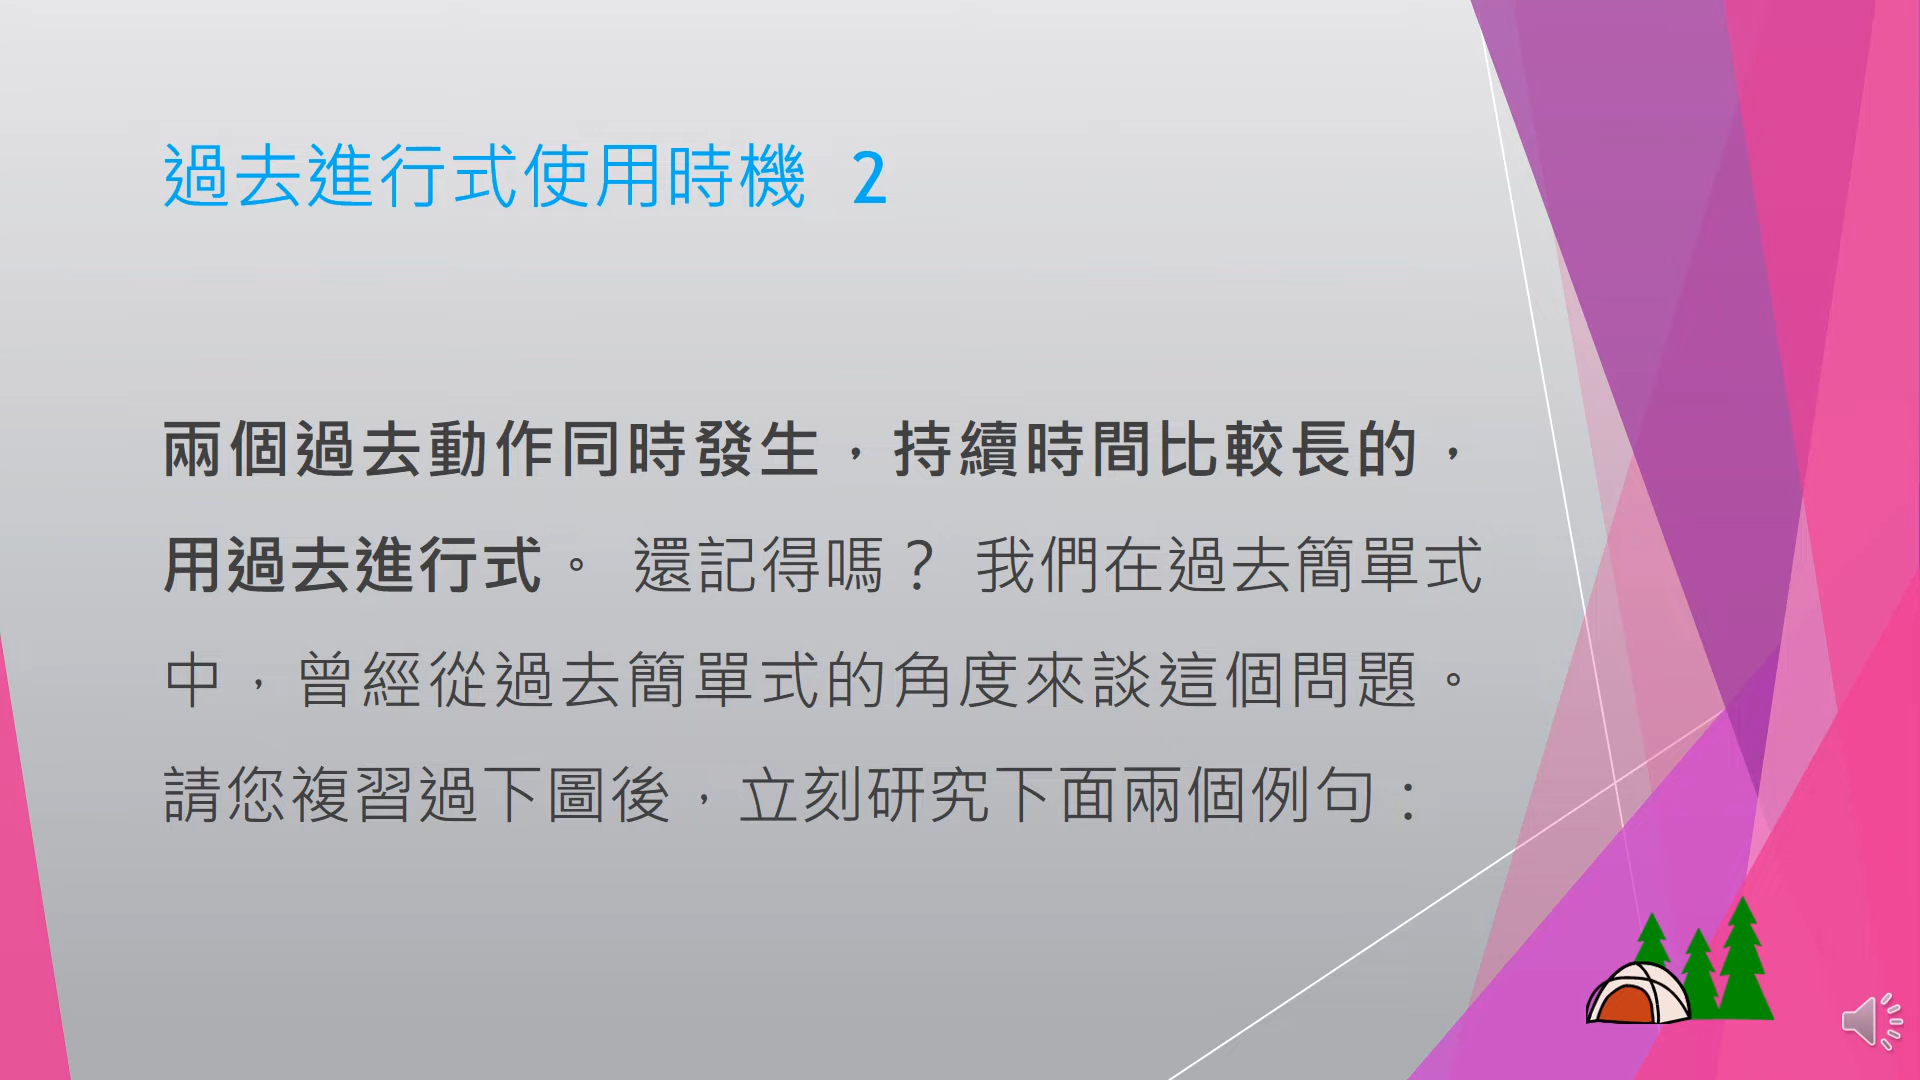 過去進行式使用時機 2
兩個過去動作同時發生，持續時間比較長的，
用過去進行式。 還記得嗎？ 我們在過去簡單式
中，曾經從過去簡單式的角度來談這個問題。
請您複習過下圖後，立刻研究下面兩個例句：